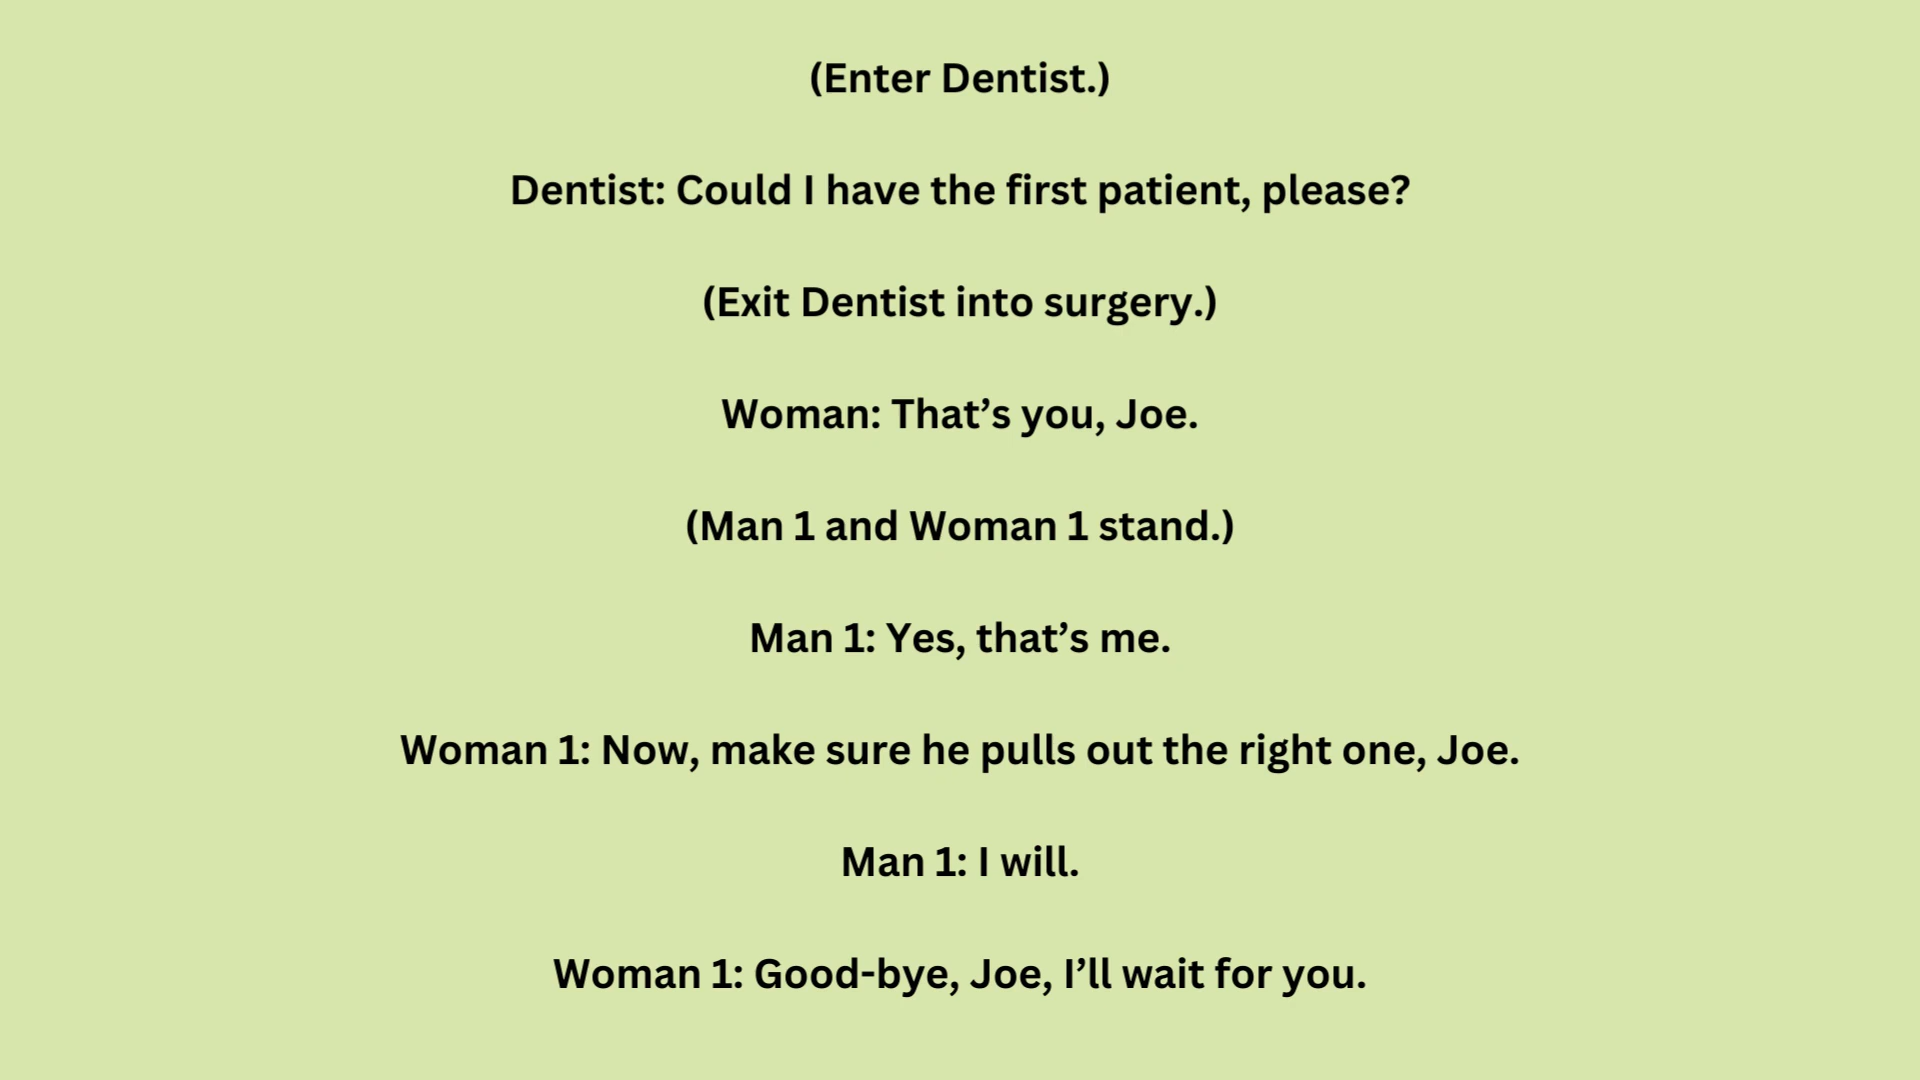 (Enter Dentist.)
Dentist: Could I have the first patient, please?
(Exit Dentist into surgery.)
Woman: That’s you, Joe.
(Man 1 and Woman 1 stand.)
Man 1: Yes, that’s me.
Woman 1: Now, make sure he pulls out the right one, Joe.
Man 1: I will.
Woman 1: Good-bye, Joe, I’ll wait for you.